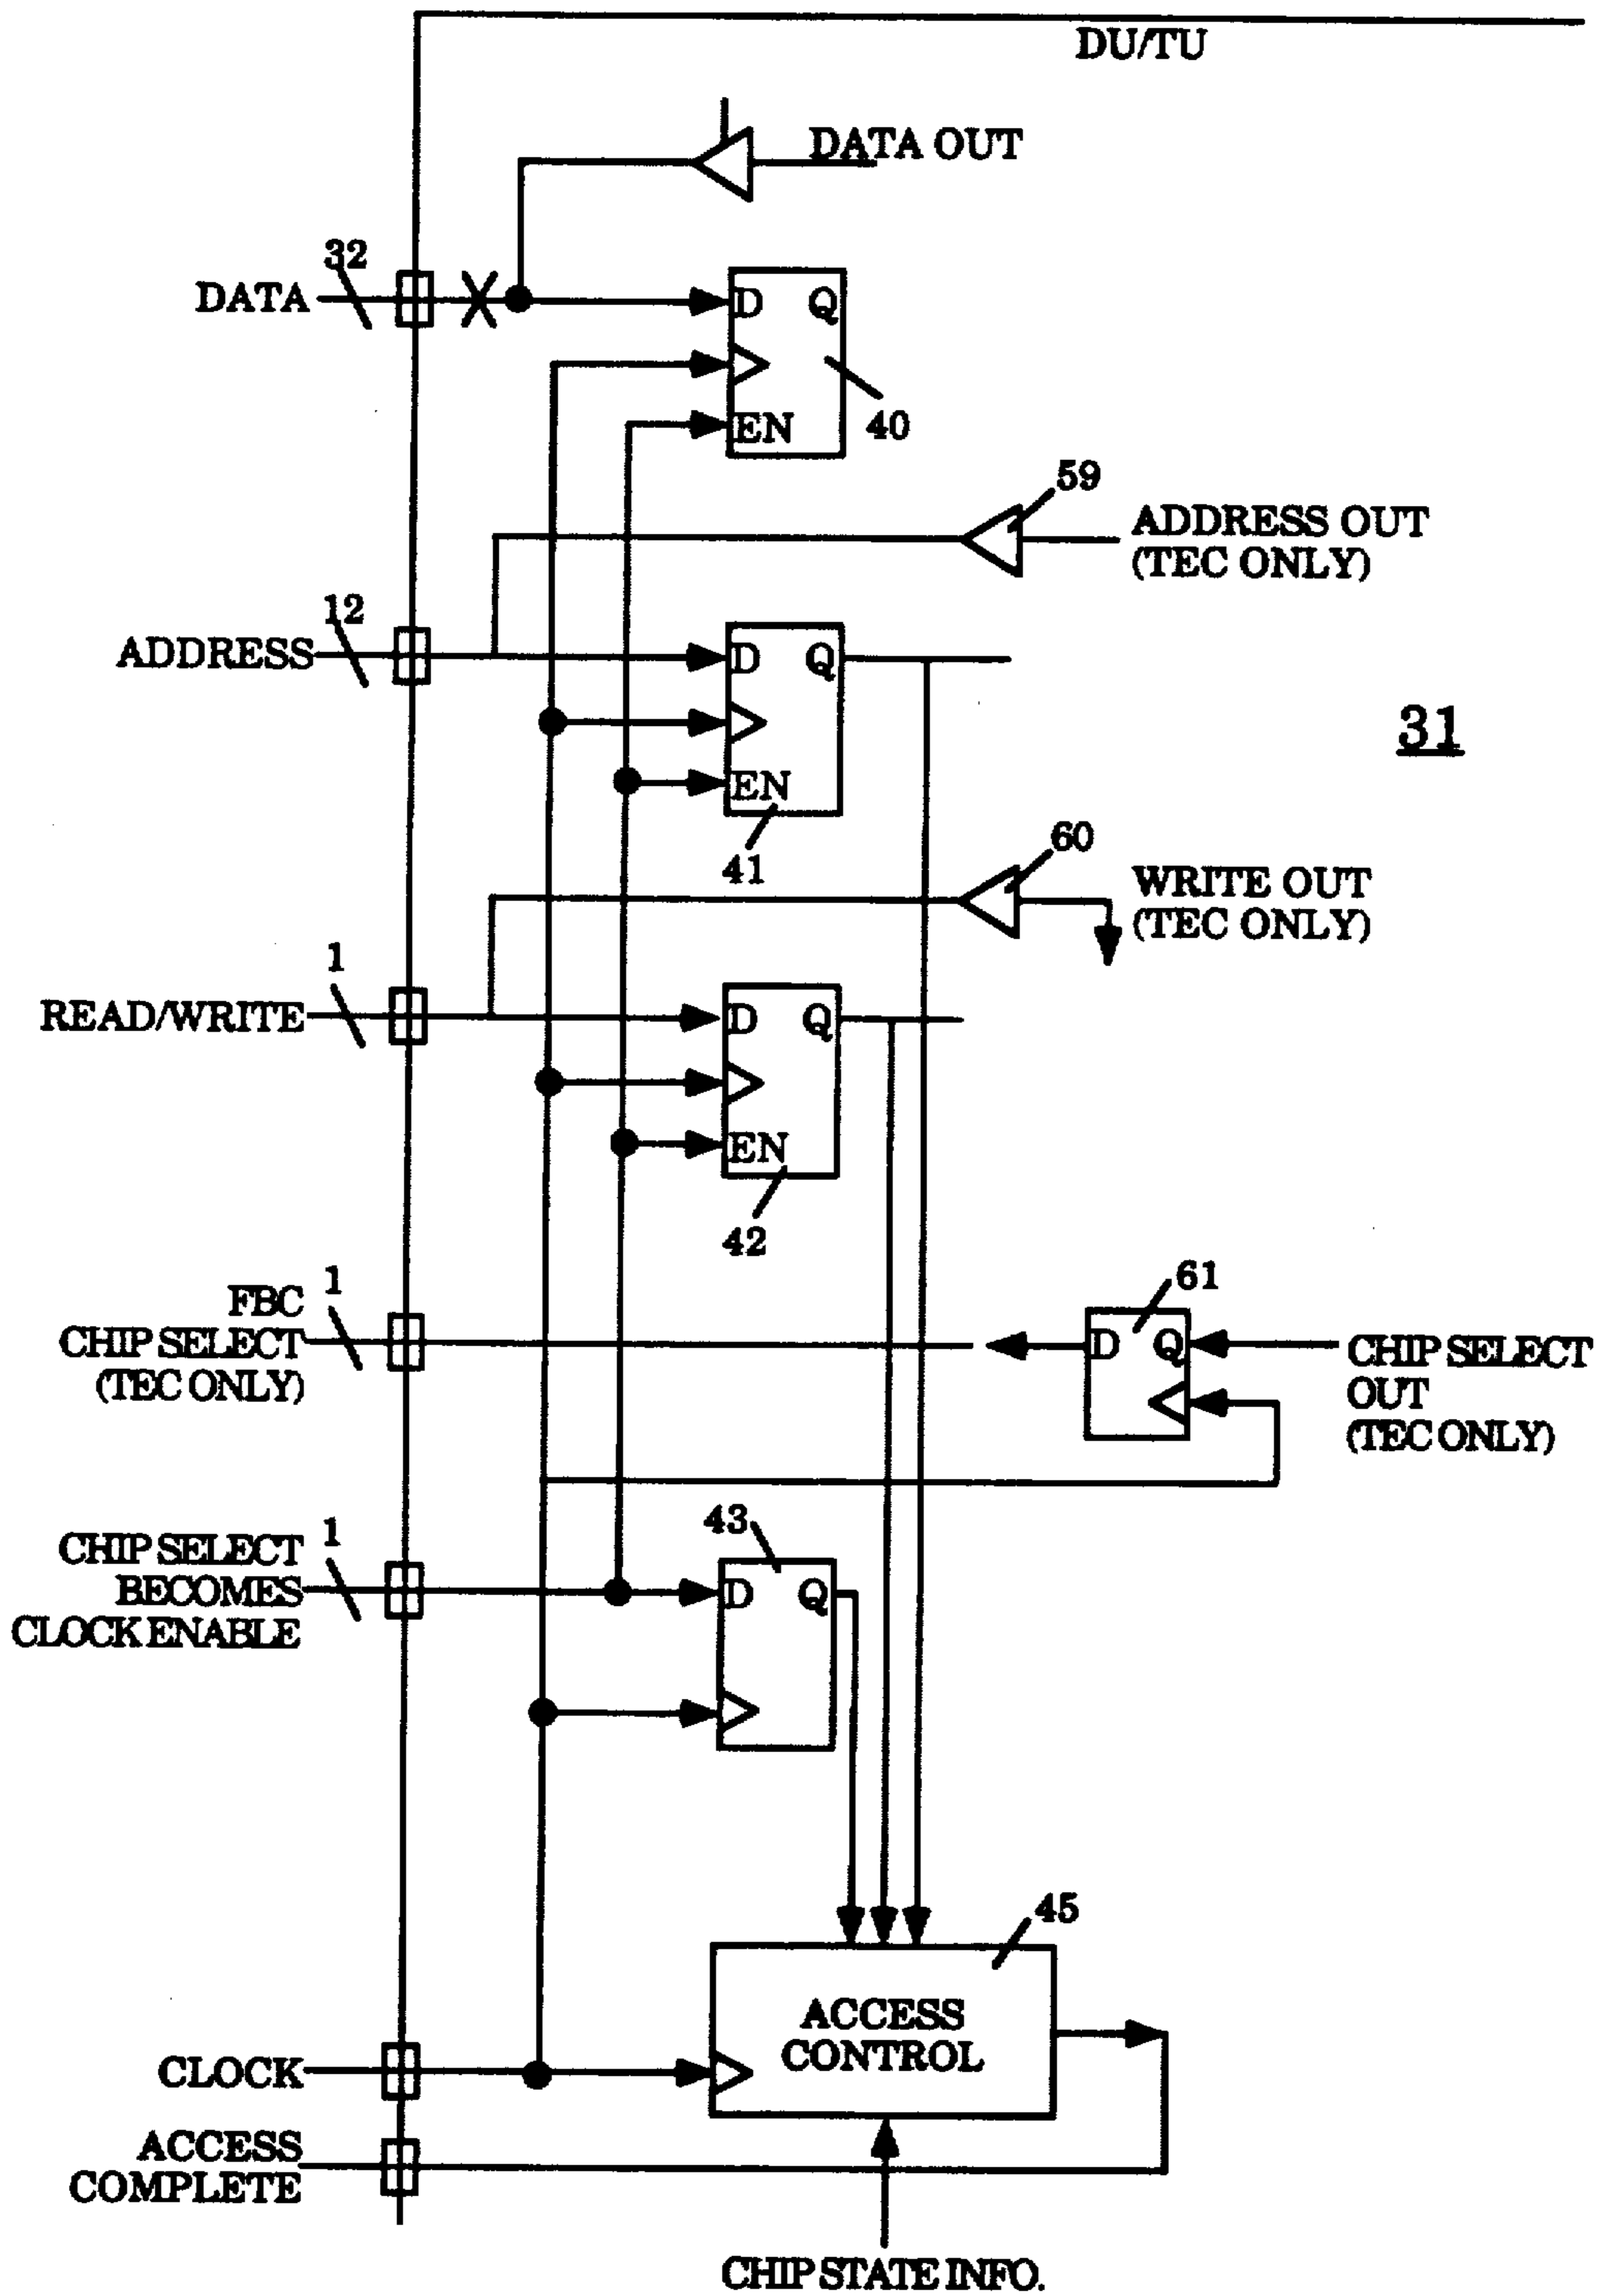 DU/TU
DATA OUT
32
DATA
D Q
EN
40
59
ADDRESS OUT
(TEC ONLY)
12
ADDRESS
D Q
EN
41
31
60
WRITE OUT
(TEC ONLY)
1
READ/WRITE
D Q
EN
42
FBC
CHIP SELECT
(TEC ONLY)
1
61
D Q
CHIP SELECT
OUT
(TEC ONLY)
CHIP SELECT
BECOMES
CLOCK ENABLE
1
43
D Q
45
ACCESS
CONTROL
CLOCK
ACCESS
COMPLETE
CHIP STATE INFO.